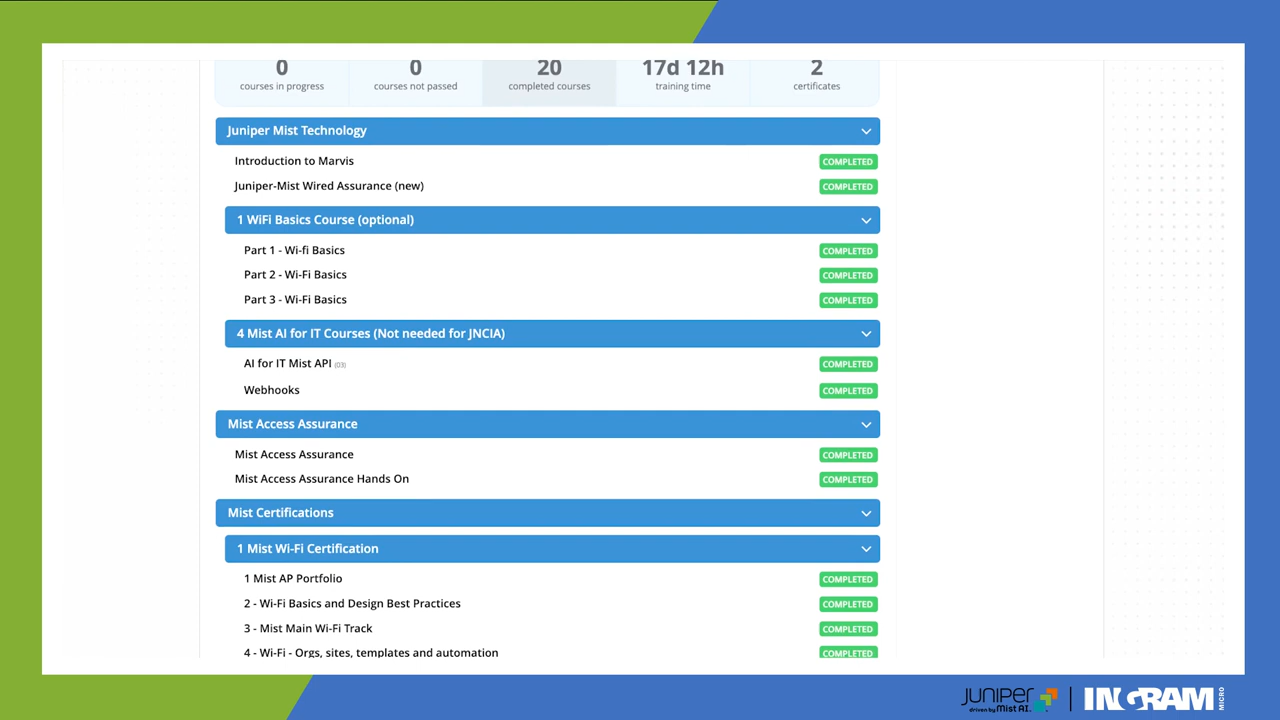 0
courses in progress
0
courses not passed
20
completed courses
17d 12h
training time
2
certificates
Juniper Mist Technology
Introduction to Marvis COMPLETED
Juniper-Mist Wired Assurance (new) COMPLETED
1 WiFi Basics Course (optional)
Part 1 - Wi-fi Basics COMPLETED
Part 2 - Wi-Fi Basics COMPLETED
Part 3 - Wi-Fi Basics COMPLETED
4 Mist AI for IT Courses (Not needed for JNCIA)
AI for IT Mist API (03) COMPLETED
Webhooks COMPLETED
Mist Access Assurance
Mist Access Assurance COMPLETED
Mist Access Assurance Hands On COMPLETED
Mist Certifications
1 Mist Wi-Fi Certification
1 Mist AP Portfolio COMPLETED
2 - Wi-Fi Basics and Design Best Practices COMPLETED
3 - Mist Main Wi-Fi Track COMPLETED
4 - Wi-Fi - Orgs, sites, templates and automation COMPLETED
JUNIPER
driven by Mist AI.
INGRAM
MICRO